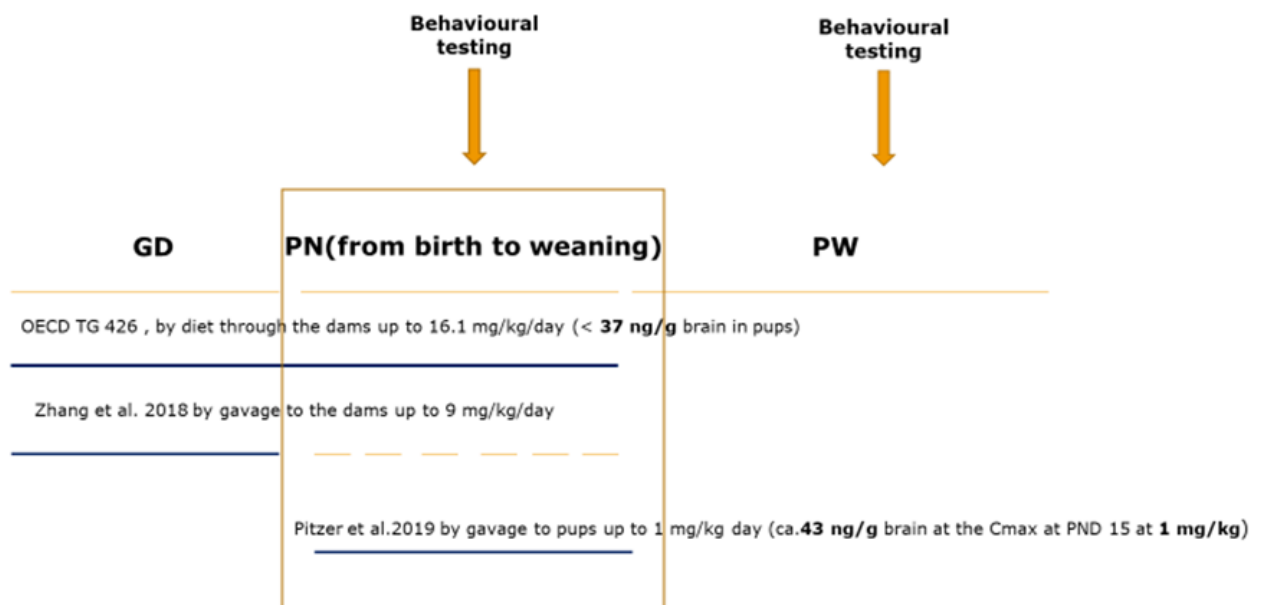 Behavioural
testing
Behavioural
testing
GD
PN(from birth to weaning)
PW
OECD TG 426 , by diet through the dams up to 16.1 mg/kg/day (< 37 ng/g brain in pups)
Zhang et al. 2018 by gavage to the dams up to 9 mg/kg/day
Pitzer et al.2019 by gavage to pups up to 1 mg/kg day (ca.43 ng/g brain at the Cmax at PND 15 at 1 mg/kg)